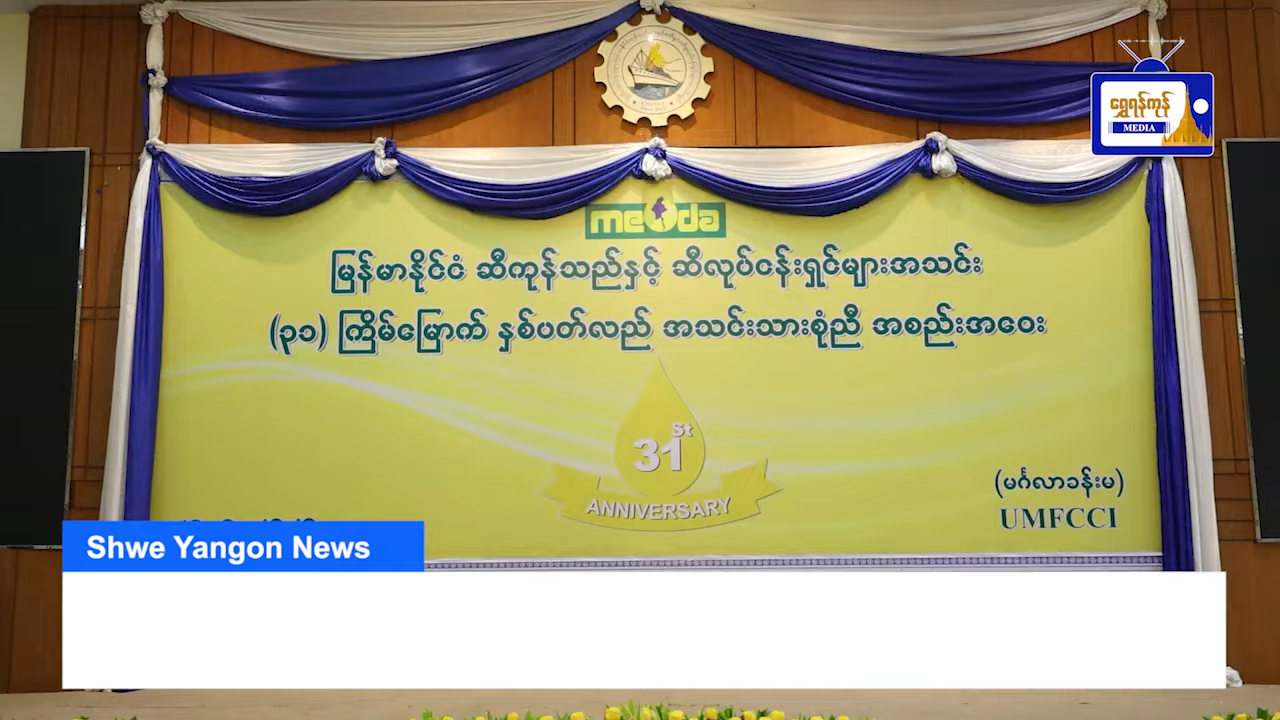 ရွှေရန်ကုန်
MEDIA
meoda
မြန်မာနိုင်ငံ ဆီကုန်သည်နှင့် ဆီလုပ်ငန်းရှင်များအသင်း
(၃၁) ကြိမ်မြောက် နှစ်ပတ်လည် အသင်းသားစုံညီ အစည်းအဝေး
31St
ANNIVERSARY
(မင်္ဂလာခန်းမ)
UMFCCI
Shwe Yangon News